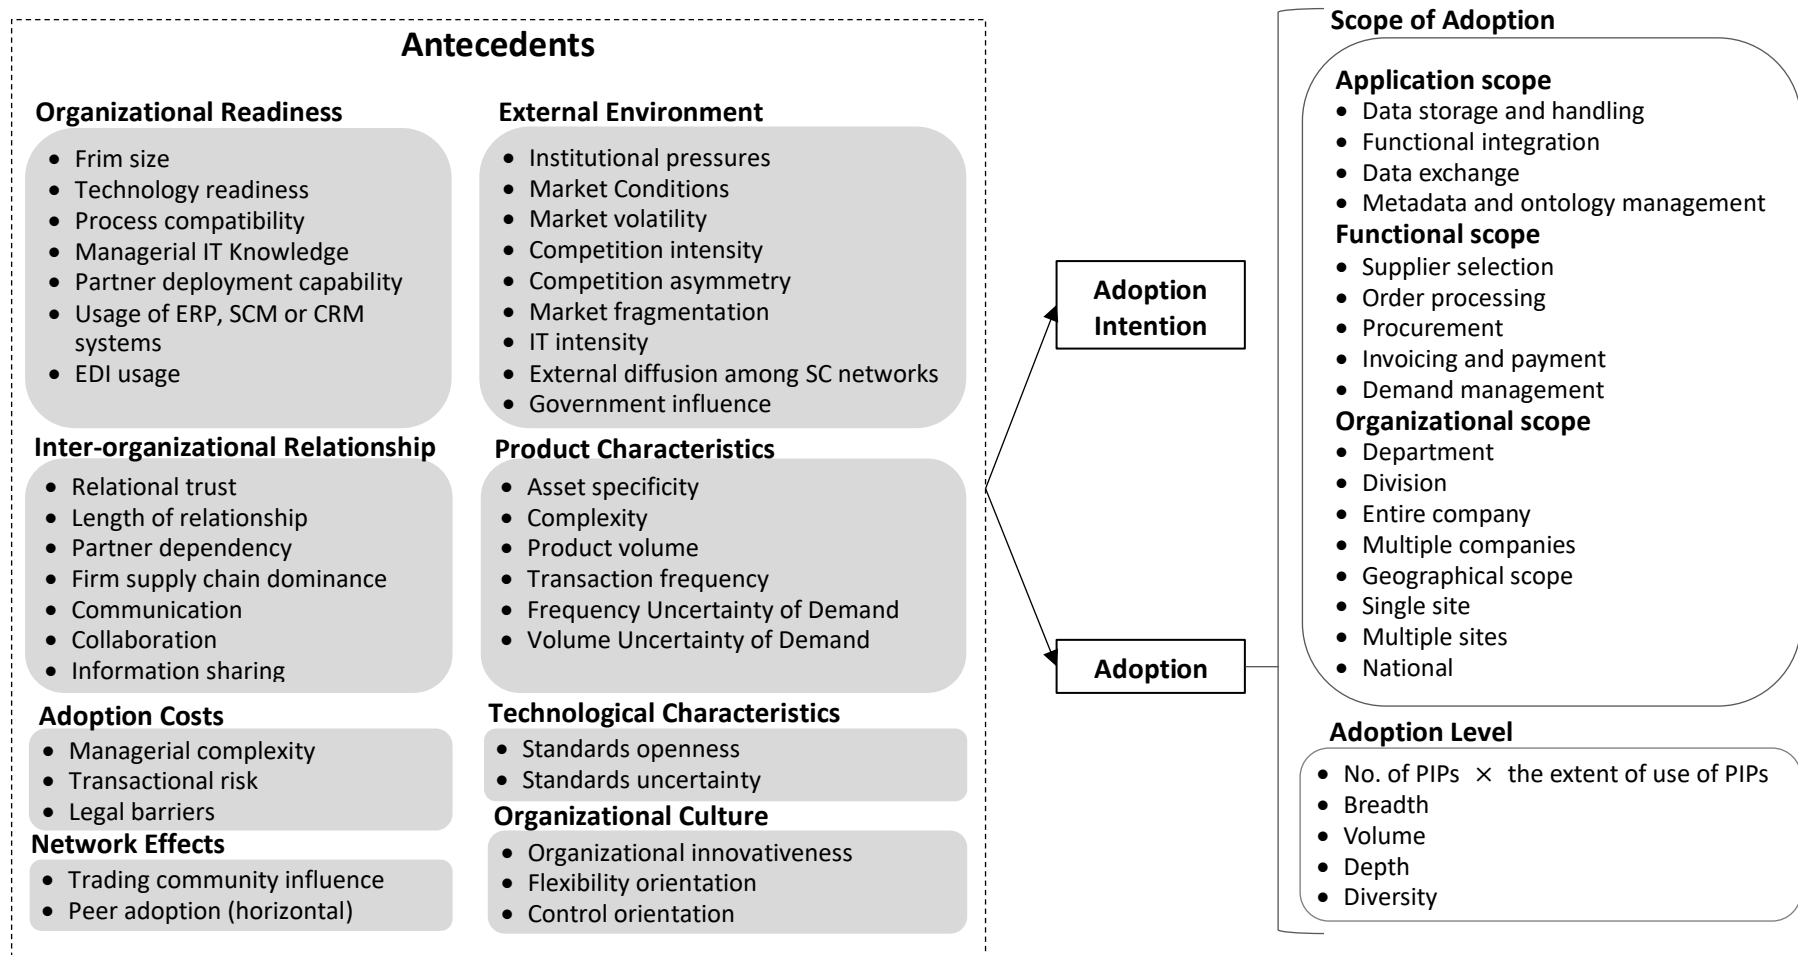 Antecedents
Organizational Readiness
• Frim size
• Technology readiness
• Process compatibility
• Managerial IT Knowledge
• Partner deployment capability
• Usage of ERP, SCM or CRM
systems
• EDI usage
External Environment
• Institutional pressures
• Market Conditions
• Market volatility
• Competition intensity
• Competition asymmetry
• Market fragmentation
• IT intensity
• External diffusion among SC networks
• Government influence
Inter-organizational Relationship
• Relational trust
• Length of relationship
• Partner dependency
• Firm supply chain dominance
• Communication
• Collaboration
• Information sharing
Product Characteristics
• Asset specificity
• Complexity
• Product volume
• Transaction frequency
• Frequency Uncertainty of Demand
• Volume Uncertainty of Demand
Adoption Costs
• Managerial complexity
• Transactional risk
• Legal barriers
Technological Characteristics
• Standards openness
• Standards uncertainty
Network Effects
• Trading community influence
• Peer adoption (horizontal)
Organizational Culture
• Organizational innovativeness
• Flexibility orientation
• Control orientation
Adoption
Intention
Adoption
Scope of Adoption
Application scope
• Data storage and handling
• Functional integration
• Data exchange
• Metadata and ontology management
Functional scope
• Supplier selection
• Order processing
• Procurement
• Invoicing and payment
• Demand management
Organizational scope
• Department
• Division
• Entire company
• Multiple companies
• Geographical scope
• Single site
• Multiple sites
• National
Adoption Level
• No. of PIPs × the extent of use of PIPs
• Breadth
• Volume
• Depth
• Diversity